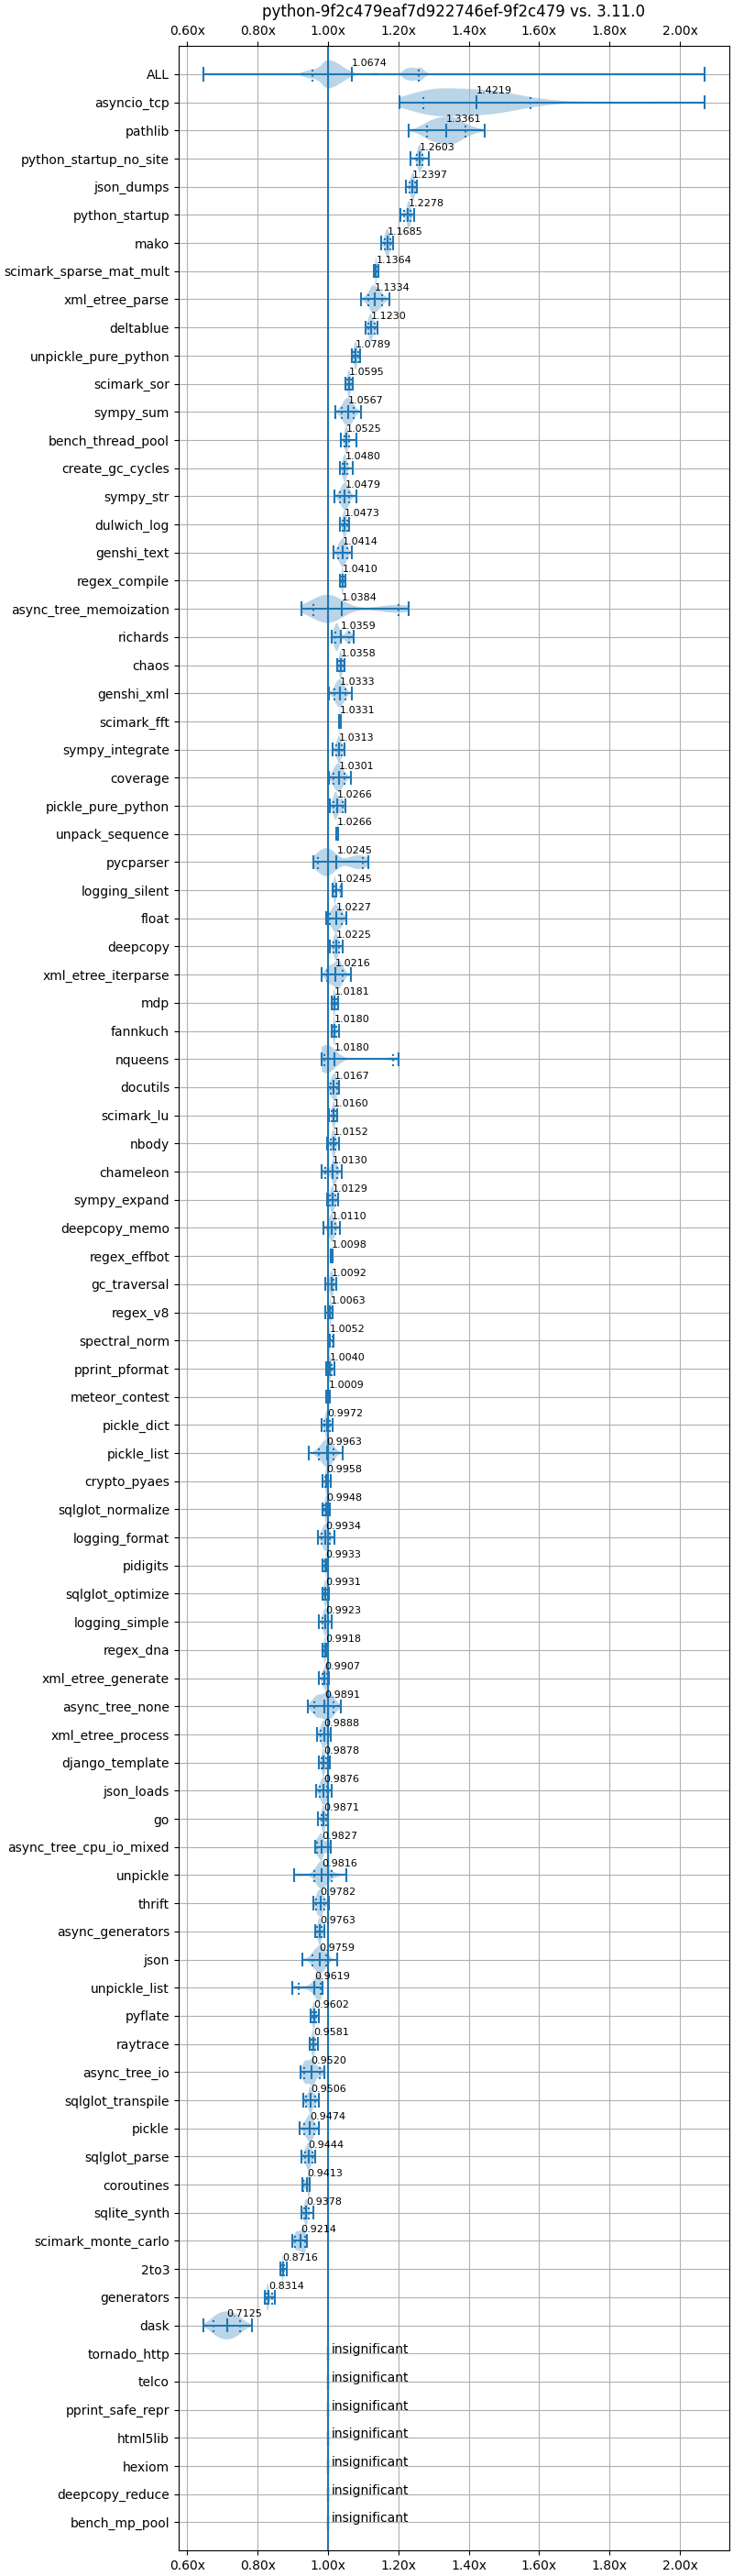 python-9f2c479eaf7d922746ef-9f2c479 vs. 3.11.0
0.60x 0.80x 1.00x 1.20x 1.40x 1.60x 1.80x 2.00x
ALL 1.0674
asyncio_tcp 1.4219
pathlib 1.3361
python_startup_no_site 1.2603
json_dumps 1.2397
python_startup 1.2278
mako 1.1685
scimark_sparse_mat_mult 1.1364
xml_etree_parse 1.1334
deltablue 1.1230
unpickle_pure_python 1.0789
scimark_sor 1.0595
sympy_sum 1.0567
bench_thread_pool 1.0525
create_gc_cycles 1.0480
sympy_str 1.0479
dulwich_log 1.0473
genshi_text 1.0414
regex_compile 1.0410
async_tree_memoization 1.0384
richards 1.0359
chaos 1.0358
genshi_xml 1.0333
scimark_fft 1.0331
sympy_integrate 1.0313
coverage 1.0301
pickle_pure_python 1.0266
unpack_sequence 1.0266
pycparser 1.0245
logging_silent 1.0245
float 1.0227
deepcopy 1.0225
xml_etree_iterparse 1.0216
mdp 1.0181
fannkuch 1.0180
nqueens 1.0180
docutils 1.0167
scimark_lu 1.0160
nbody 1.0152
chameleon 1.0130
sympy_expand 1.0129
deepcopy_memo 1.0110
regex_effbot 1.0098
gc_traversal 1.0092
regex_v8 1.0063
spectral_norm 1.0052
pprint_pformat 1.0040
meteor_contest 1.0009
pickle_dict 0.9972
pickle_list 0.9963
crypto_pyaes 0.9958
sqlglot_normalize 0.9948
logging_format 0.9934
pidigits 0.9933
sqlglot_optimize 0.9931
logging_simple 0.9923
regex_dna 0.9918
xml_etree_generate 0.9907
async_tree_none 0.9891
xml_etree_process 0.9888
django_template 0.9878
json_loads 0.9876
go 0.9871
async_tree_cpu_io_mixed 0.9827
unpickle 0.9816
thrift 0.9782
async_generators 0.9763
json 0.9759
unpickle_list 0.9619
pyflate 0.9602
raytrace 0.9581
async_tree_io 0.9520
sqlglot_transpile 0.9506
pickle 0.9474
sqlglot_parse 0.9444
coroutines 0.9413
sqlite_synth 0.9378
scimark_monte_carlo 0.9214
2to3 0.8716
generators 0.8314
dask 0.7125
tornado_http insignificant
telco insignificant
pprint_safe_repr insignificant
html5lib insignificant
hexiom insignificant
deepcopy_reduce insignificant
bench_mp_pool insignificant
0.60x 0.80x 1.00x 1.20x 1.40x 1.60x 1.80x 2.00x